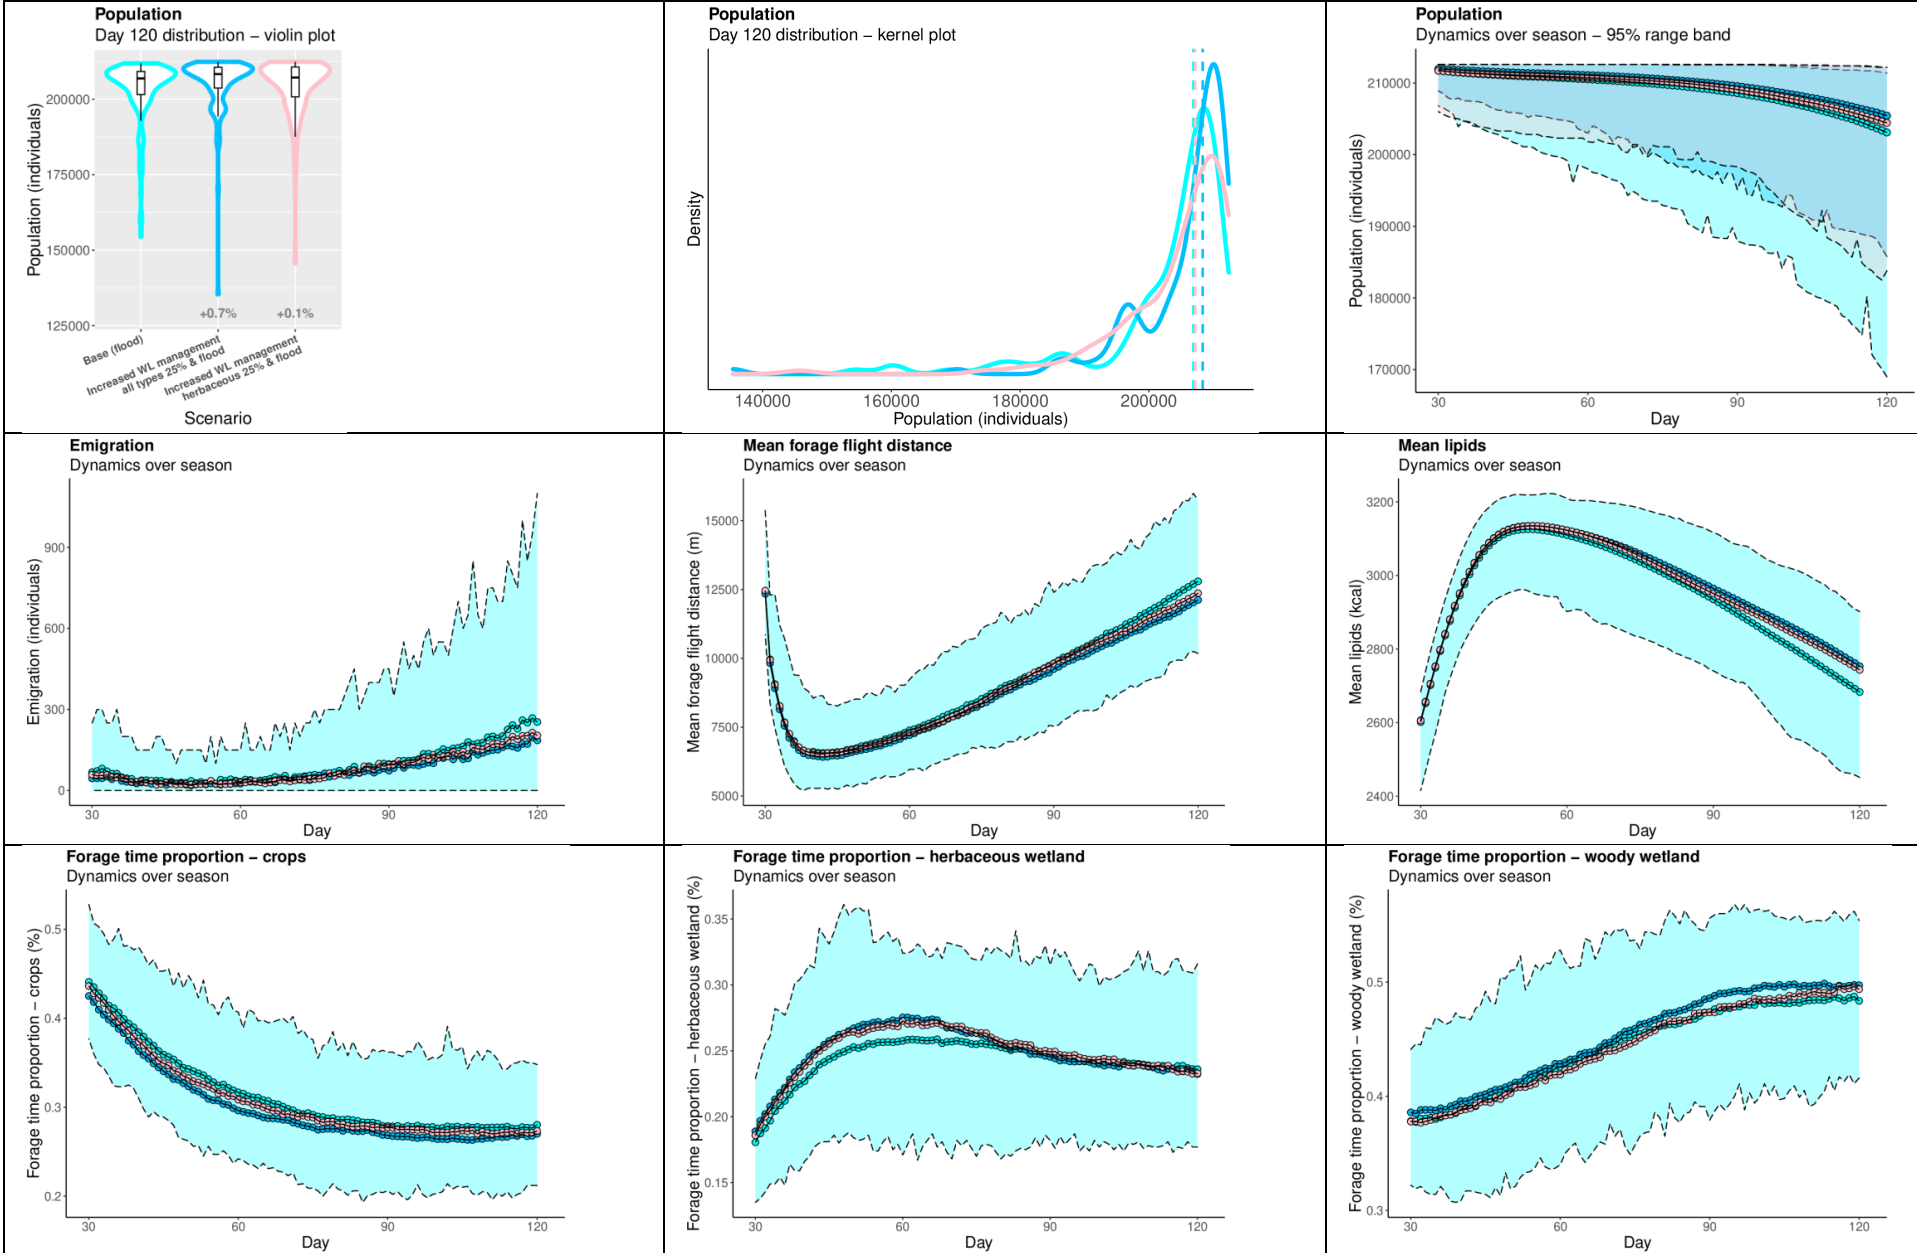 Population
Day 120 distribution − violin plot
Population (individuals)
200000
175000
150000
125000
+0.7%
+0.1%
Base (flood)
Increased WL management
all types 25% & flood
Increased WL management
herbaceous 25% & flood
Scenario
Population
Day 120 distribution − kernel plot
Density
140000
160000
180000
200000
Population (individuals)
Population
Dynamics over season − 95% range band
Population (individuals)
210000
200000
190000
180000
170000
30
60
90
120
Day
Emigration
Dynamics over season
Emigration (individuals)
900
600
300
0
30
60
90
120
Day
Mean forage flight distance
Dynamics over season
Mean forage flight distance (m)
15000
12500
10000
7500
5000
30
60
90
120
Day
Mean lipids
Dynamics over season
Mean lipids (kcal)
3200
3000
2800
2600
2400
30
60
90
120
Day
Forage time proportion − crops
Dynamics over season
Forage time proportion − crops (%)
0.5
0.4
0.3
0.2
30
60
90
120
Day
Forage time proportion − herbaceous wetland
Dynamics over season
Forage time proportion − herbaceous wetland (%)
0.35
0.30
0.25
0.20
0.15
30
60
90
120
Day
Forage time proportion − woody wetland
Dynamics over season
Forage time proportion − woody wetland (%)
0.5
0.4
0.3
30
60
90
120
Day